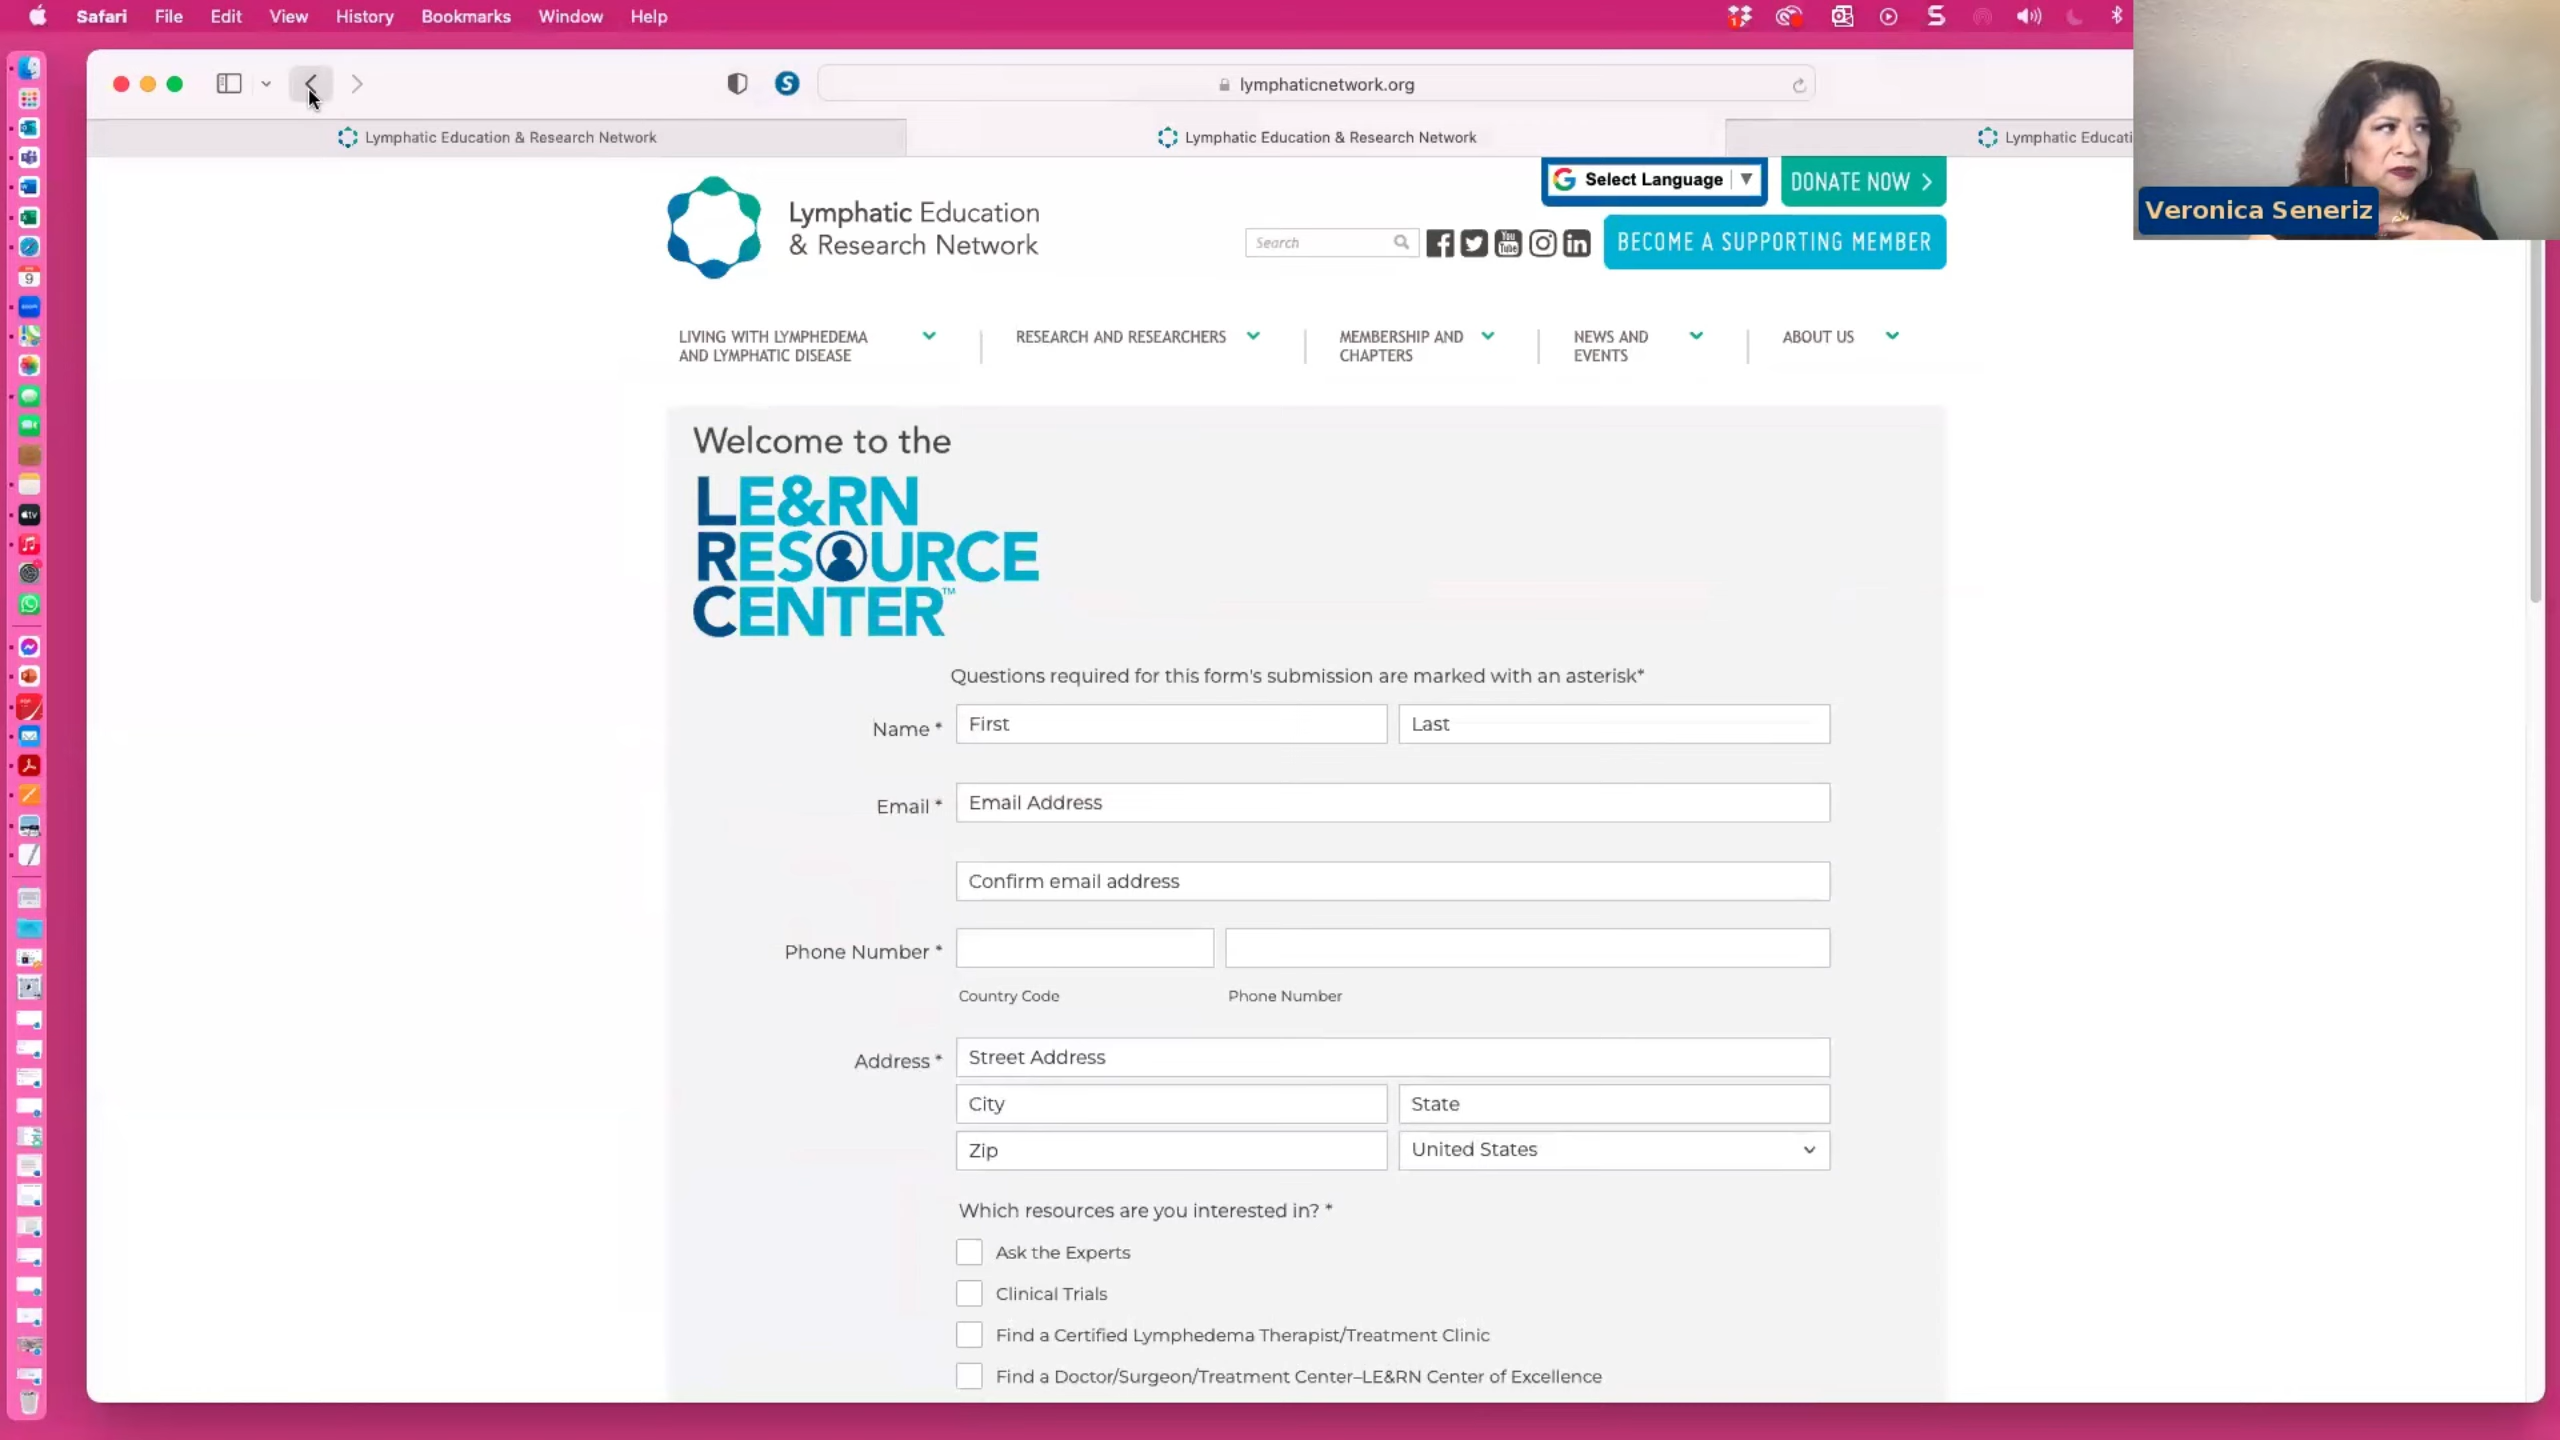 Safari File Edit View History Bookmarks Window Help
lymphaticnetwork.org
Lymphatic Education & Research Network
Lymphatic Education & Research Network
Lymphatic Educati
Veronica Seneriz
Lymphatic Education
& Research Network
Select Language
DONATE NOW
Search
You
Tube
BECOME A SUPPORTING MEMBER
LIVING WITH LYMPHEDEMA
AND LYMPHATIC DISEASE
RESEARCH AND RESEARCHERS
MEMBERSHIP AND
CHAPTERS
NEWS AND
EVENTS
ABOUT US
Welcome to the
LE&RN
RESOURCE
CENTER™
Questions required for this form's submission are marked with an asterisk*
Name * First Last
Email * Email Address
Confirm email address
Phone Number *
Country Code Phone Number
Address * Street Address
City State
Zip United States
Which resources are you interested in? *
Ask the Experts
Clinical Trials
Find a Certified Lymphedema Therapist/Treatment Clinic
Find a Doctor/Surgeon/Treatment Center–LE&RN Center of Excellence